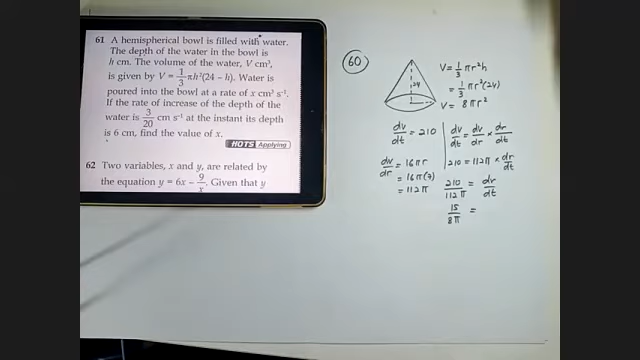 61 A hemispherical bowl is filled with water.
The depth of the water in the bowl is
h cm. The volume of the water, V cm³,
is given by V = 1/3 πh²(24 – h). Water is
poured into the bowl at a rate of x cm³ s⁻¹.
If the rate of increase of the depth of the
water is 3/20 cm s⁻¹ at the instant its depth
is 6 cm, find the value of x.
HOTS Applying
62 Two variables, x and y, are related by
the equation y = 6x – 9/x. Given that y
60
24
V = 1/3 πr²h
= 1/3 πr²(24)
V = 8πr²
dv/dt = 210
dv/dr = 16πr
= 16π(7)
= 112π
dv/dt = dv/dr × dr/dt
210 = 112π × dr/dt
210/112π = dr/dt
15/8π =